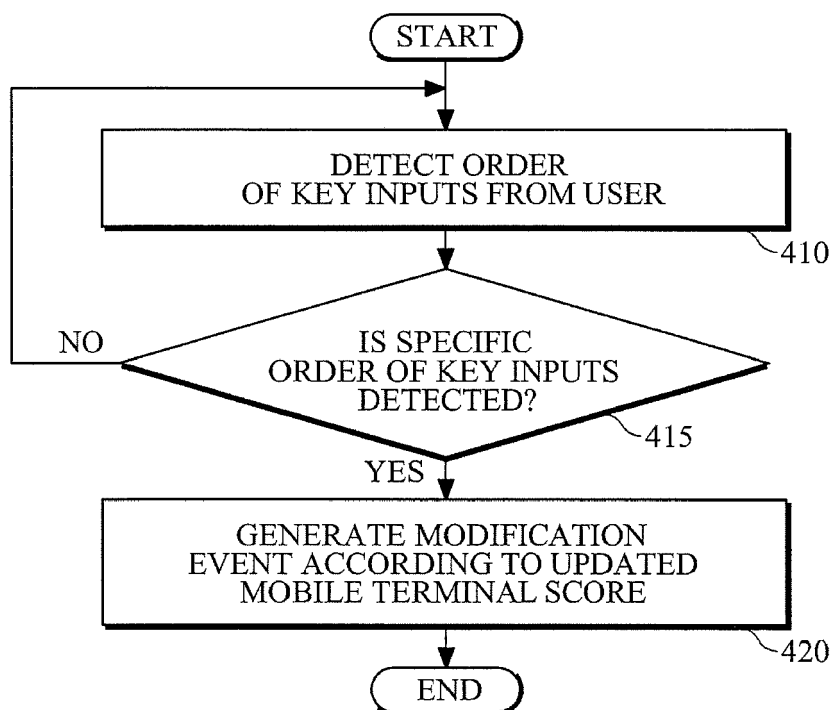 START
DETECT ORDER
OF KEY INPUTS FROM USER
410
NO
IS SPECIFIC
ORDER OF KEY INPUTS
DETECTED?
415
YES
GENERATE MODIFICATION
EVENT ACCORDING TO UPDATED
MOBILE TERMINAL SCORE
420
END